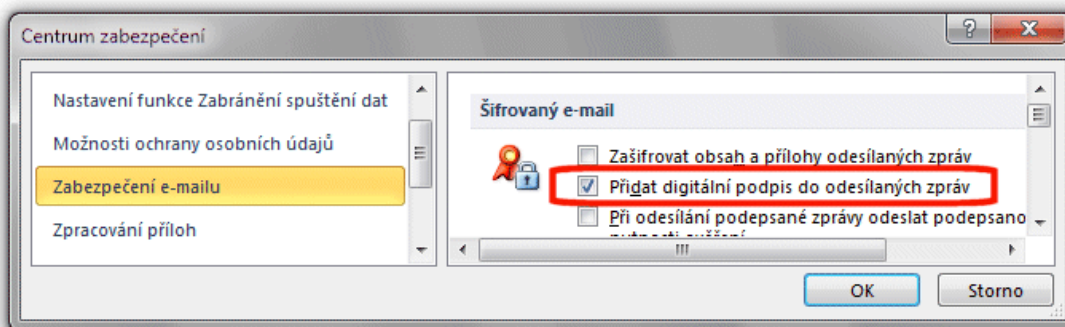 Centrum zabezpečení
Nastavení funkce Zabránění spuštění dat
Možnosti ochrany osobních údajů
Zabezpečení e-mailu
Zpracování příloh
Šifrovaný e-mail
Zašifrovat obsah a přílohy odesílaných zpráv
Přidat digitální podpis do odesílaných zpráv
Při odesílání podepsané zprávy odeslat podepsano
OK
Storno